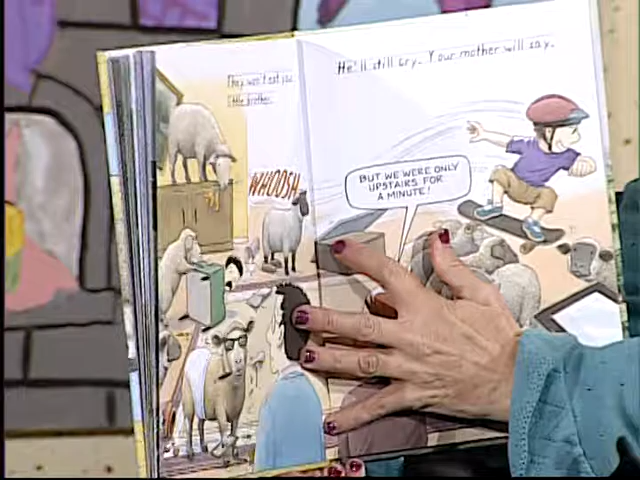 They won't eat your
little brother.
He'll still cry. Your mother will say,
WHOOSH
BUT WE WERE ONLY
UPSTAIRS FOR
A MINUTE!